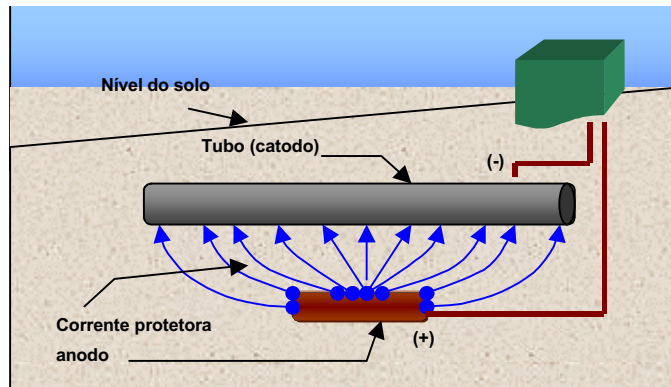 Nível do solo
Tubo (catodo)
(-)
Corrente protetora
anodo
(+)